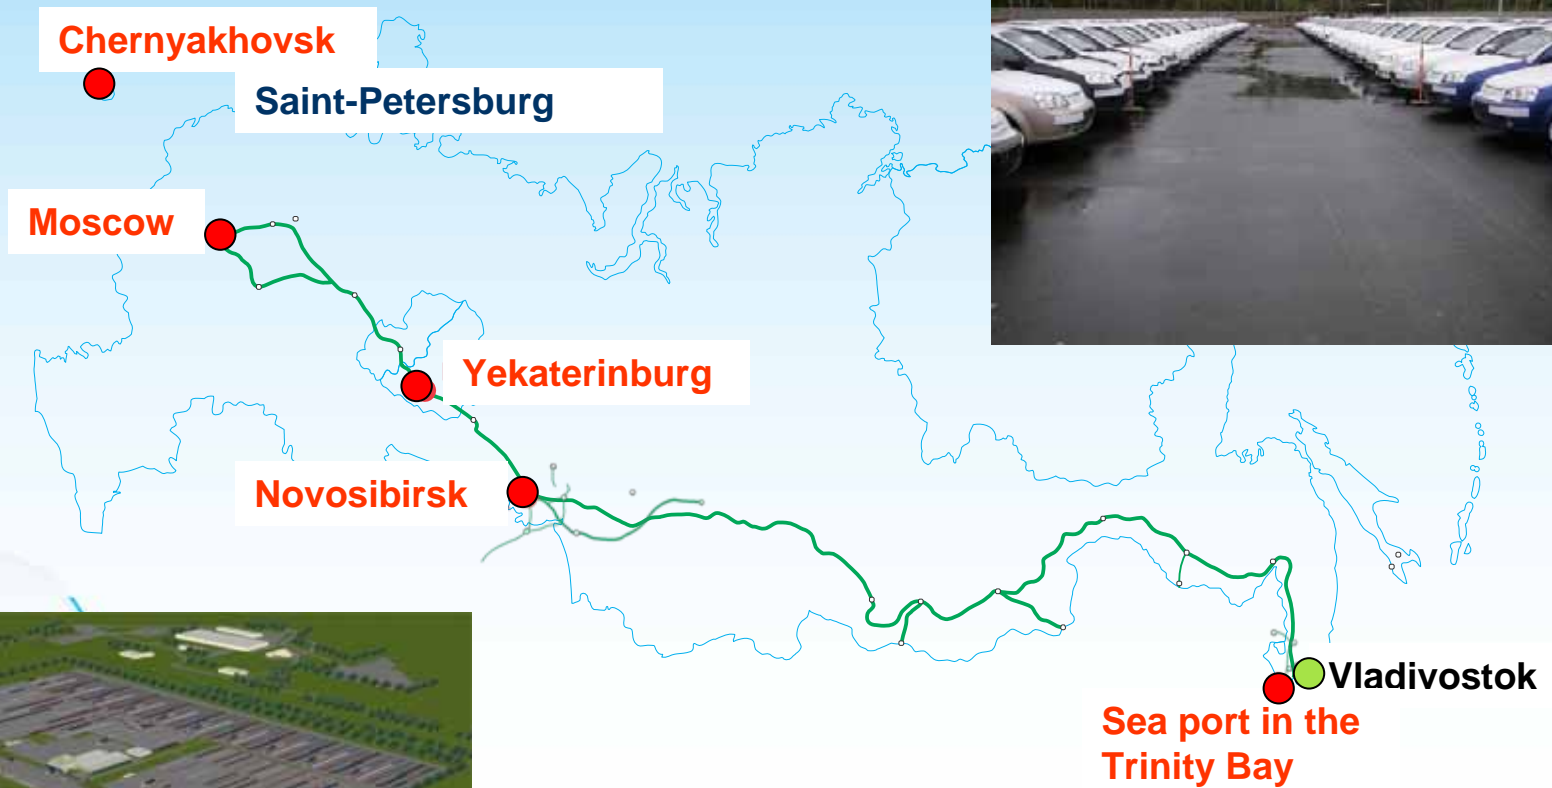 Chernyakhovsk
Saint-Petersburg
Moscow
Yekaterinburg
Novosibirsk
Vladivostok
Sea port in the
Trinity Bay